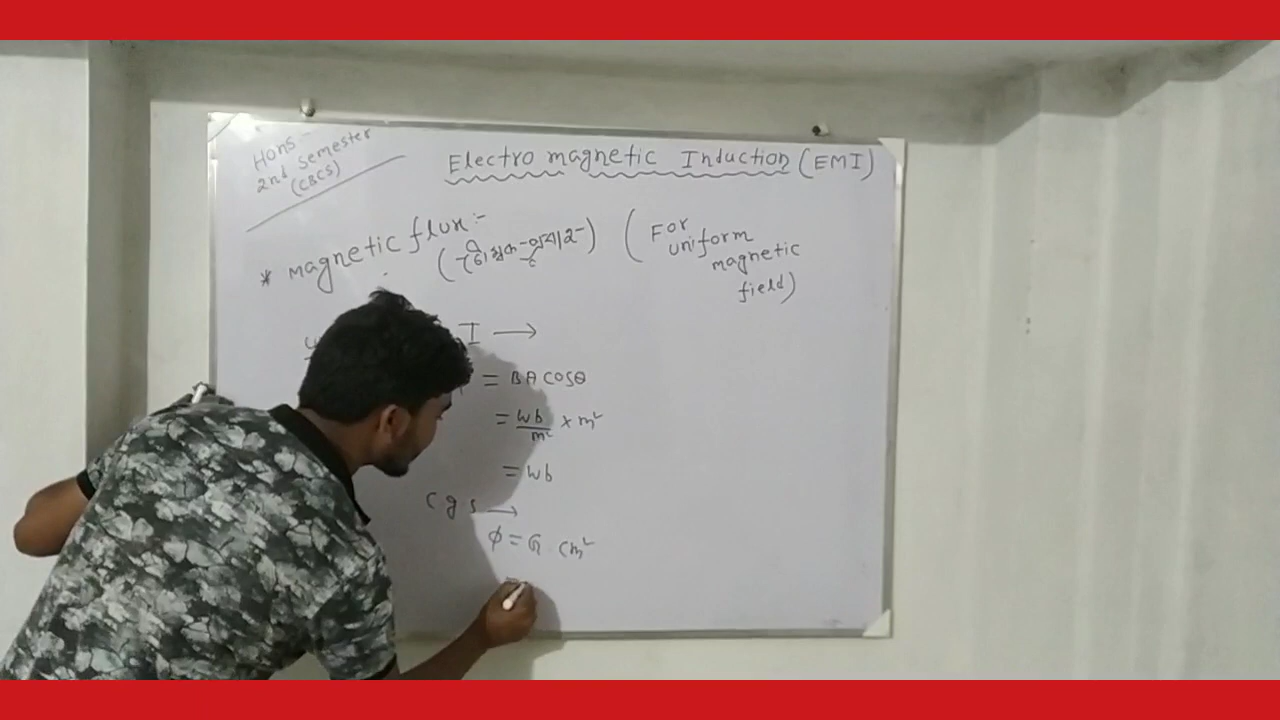 Hons-
2nd Semester
(CBCS)
Electro magnetic Induction (EMI)
* Magnetic flux:-
(চৌম্বক-প্রবাহ-)
(For
uniform
magnetic
field)
I →
= BA cosθ
= wb/m² × m²
= wb
cgs →
φ = G cm²
=